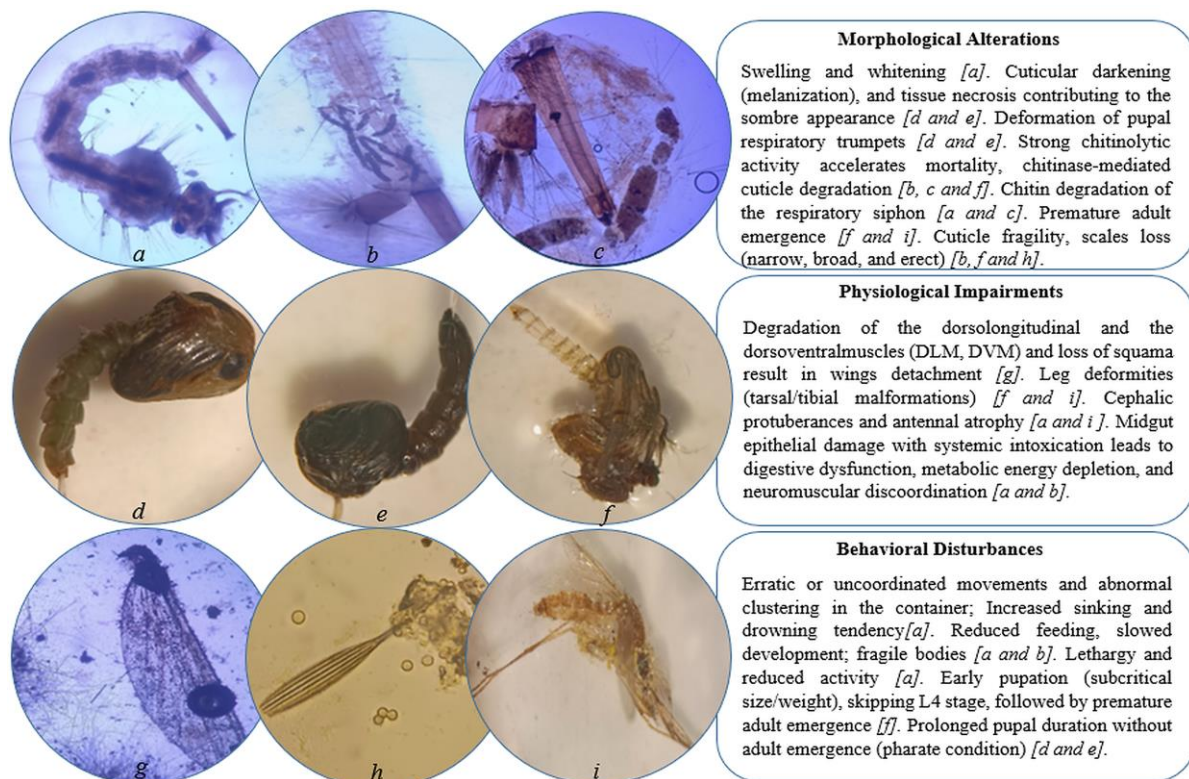 Morphological Alterations
Swelling and whitening [a]. Cuticular darkening
(melanization), and tissue necrosis contributing to the
sombre appearance [d and e]. Deformation of pupal
respiratory trumpets [d and e]. Strong chitinolytic
activity accelerates mortality, chitinase-mediated
cuticle degradation [b, c and f]. Chitin degradation of
the respiratory siphon [a and c]. Premature adult
emergence [f and i]. Cuticle fragility, scales loss
(narrow, broad, and erect) [b, f and h].
a
b
c
Physiological Impairments
Degradation of the dorsolongitudinal and the
dorsoventralmuscles (DLM, DVM) and loss of squama
result in wings detachment [g]. Leg deformities
(tarsal/tibial malformations) [f and i]. Cephalic
protuberances and antennal atrophy [a and i ]. Midgut
epithelial damage with systemic intoxication leads to
digestive dysfunction, metabolic energy depletion, and
neuromuscular discoordination [a and b].
d
e
f
Behavioral Disturbances
Erratic or uncoordinated movements and abnormal
clustering in the container; Increased sinking and
drowning tendency[a]. Reduced feeding, slowed
development; fragile bodies [a and b]. Lethargy and
reduced activity [a]. Early pupation (subcritical
size/weight), skipping L4 stage, followed by premature
adult emergence [f]. Prolonged pupal duration without
adult emergence (pharate condition) [d and e].
g
h
i